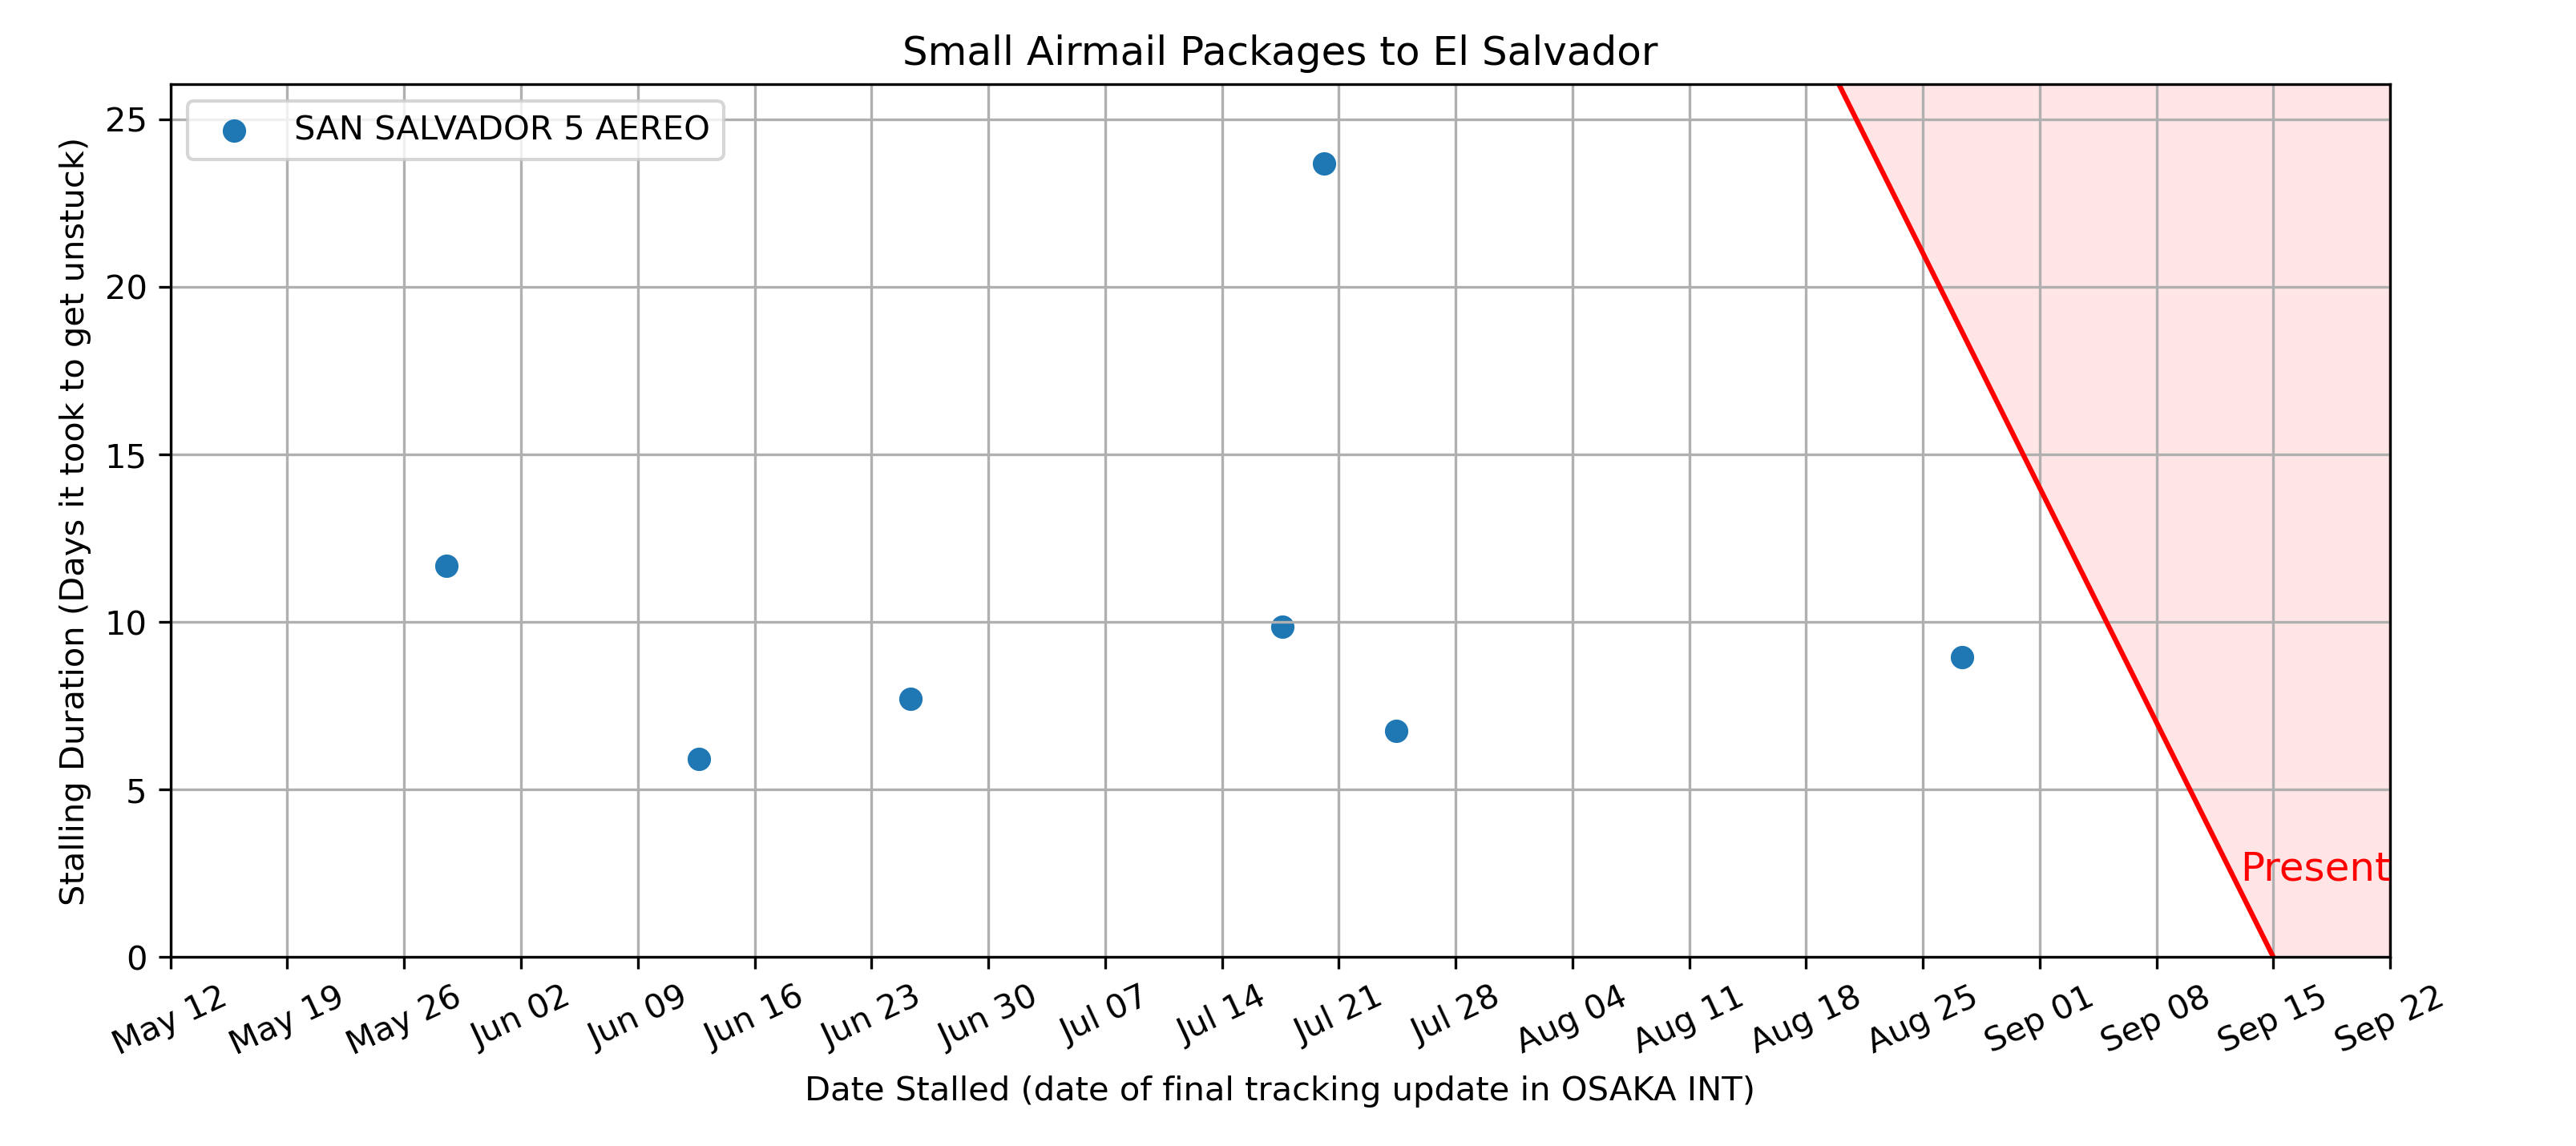 Small Airmail Packages to El Salvador
SAN SALVADOR 5 AEREO
Stalling Duration (Days it took to get unstuck)
25
20
15
10
5
0
Present
May 12
May 19
May 26
Jun 02
Jun 09
Jun 16
Jun 23
Jun 30
Jul 07
Jul 14
Jul 21
Jul 28
Aug 04
Aug 11
Aug 18
Aug 25
Sep 01
Sep 08
Sep 15
Sep 22
Date Stalled (date of final tracking update in OSAKA INT)